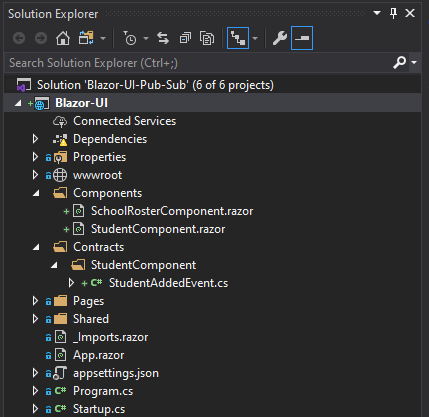 Solution Explorer
Search Solution Explorer (Ctrl+;)
Solution 'Blazor-UI-Pub-Sub' (6 of 6 projects)
Blazor-UI
Connected Services
Dependencies
Properties
wwwroot
Components
SchoolRosterComponent.razor
StudentComponent.razor
Contracts
StudentComponent
C# StudentAddedEvent.cs
Pages
Shared
_Imports.razor
App.razor
appsettings.json
C# Program.cs
C# Startup.cs